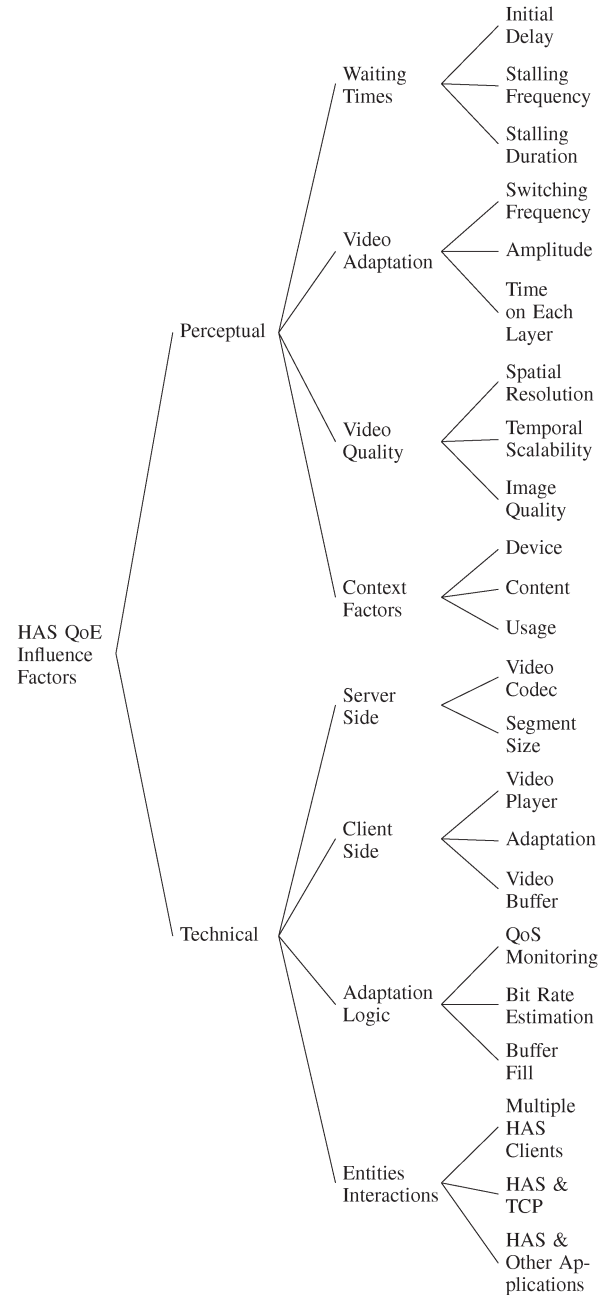 HAS QoE
Influence
Factors
Perceptual
Waiting
Times
Initial
Delay
Stalling
Frequency
Stalling
Duration
Video
Adaptation
Switching
Frequency
Amplitude
Time
on Each
Layer
Video
Quality
Spatial
Resolution
Temporal
Scalability
Image
Quality
Context
Factors
Device
Content
Usage
Technical
Server
Side
Video
Codec
Segment
Size
Client
Side
Video
Player
Adaptation
Video
Buffer
Adaptation
Logic
QoS
Monitoring
Bit Rate
Estimation
Buffer
Fill
Entities
Interactions
Multiple
HAS
Clients
HAS &
TCP
HAS &
Other Ap-
plications